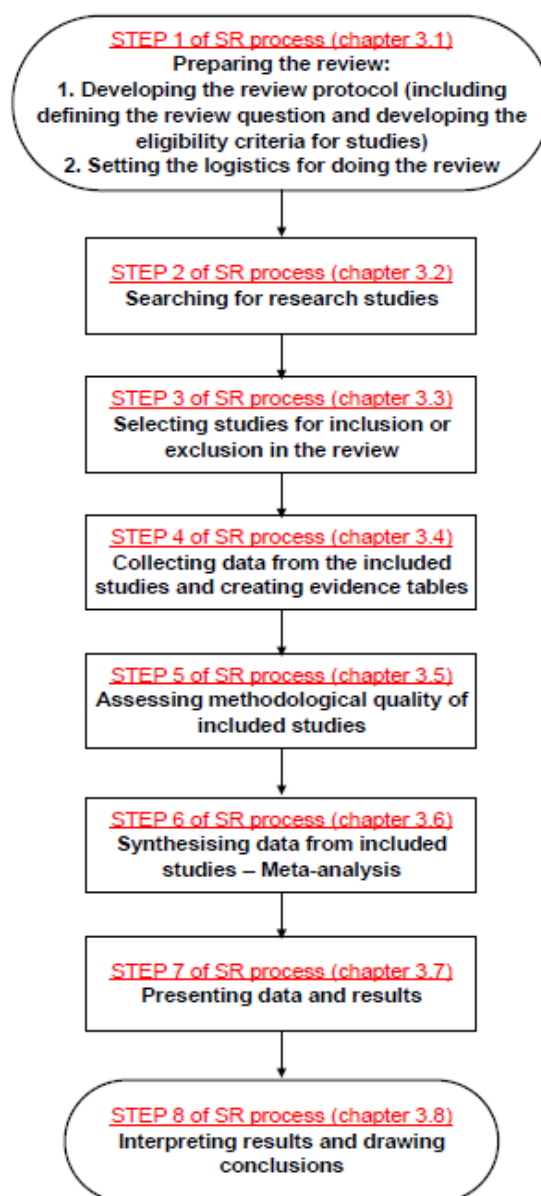 STEP 1 of SR process (chapter 3.1)
Preparing the review:
1. Developing the review protocol (including
defining the review question and developing the
eligibility criteria for studies)
2. Setting the logistics for doing the review
STEP 2 of SR process (chapter 3.2)
Searching for research studies
STEP 3 of SR process (chapter 3.3)
Selecting studies for inclusion or
exclusion in the review
STEP 4 of SR process (chapter 3.4)
Collecting data from the included
studies and creating evidence tables
STEP 5 of SR process (chapter 3.5)
Assessing methodological quality of
included studies
STEP 6 of SR process (chapter 3.6)
Synthesising data from included
studies – Meta-analysis
STEP 7 of SR process (chapter 3.7)
Presenting data and results
STEP 8 of SR process (chapter 3.8)
Interpreting results and drawing
conclusions